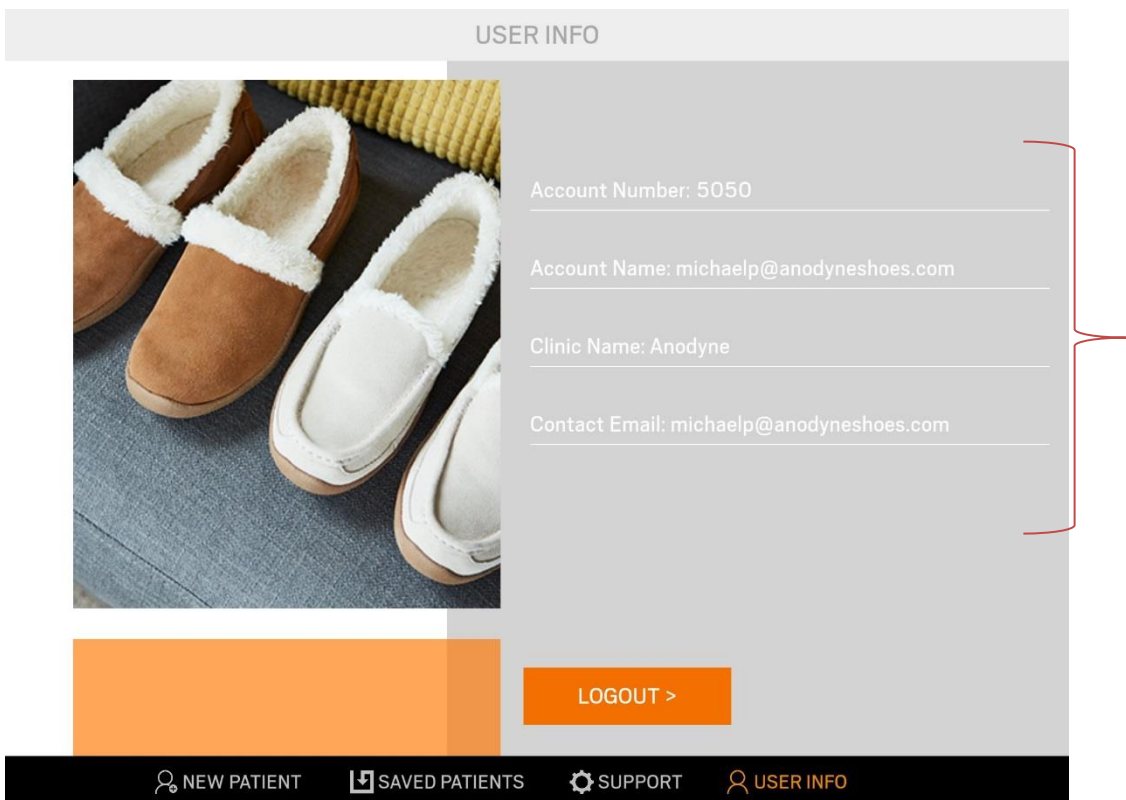 USER INFO
Account Number: 5050
Account Name: michaelp@anodyneshoes.com
Clinic Name: Anodyne
Contact Email: michaelp@anodyneshoes.com
LOGOUT >
NEW PATIENT
SAVED PATIENTS
SUPPORT
USER INFO